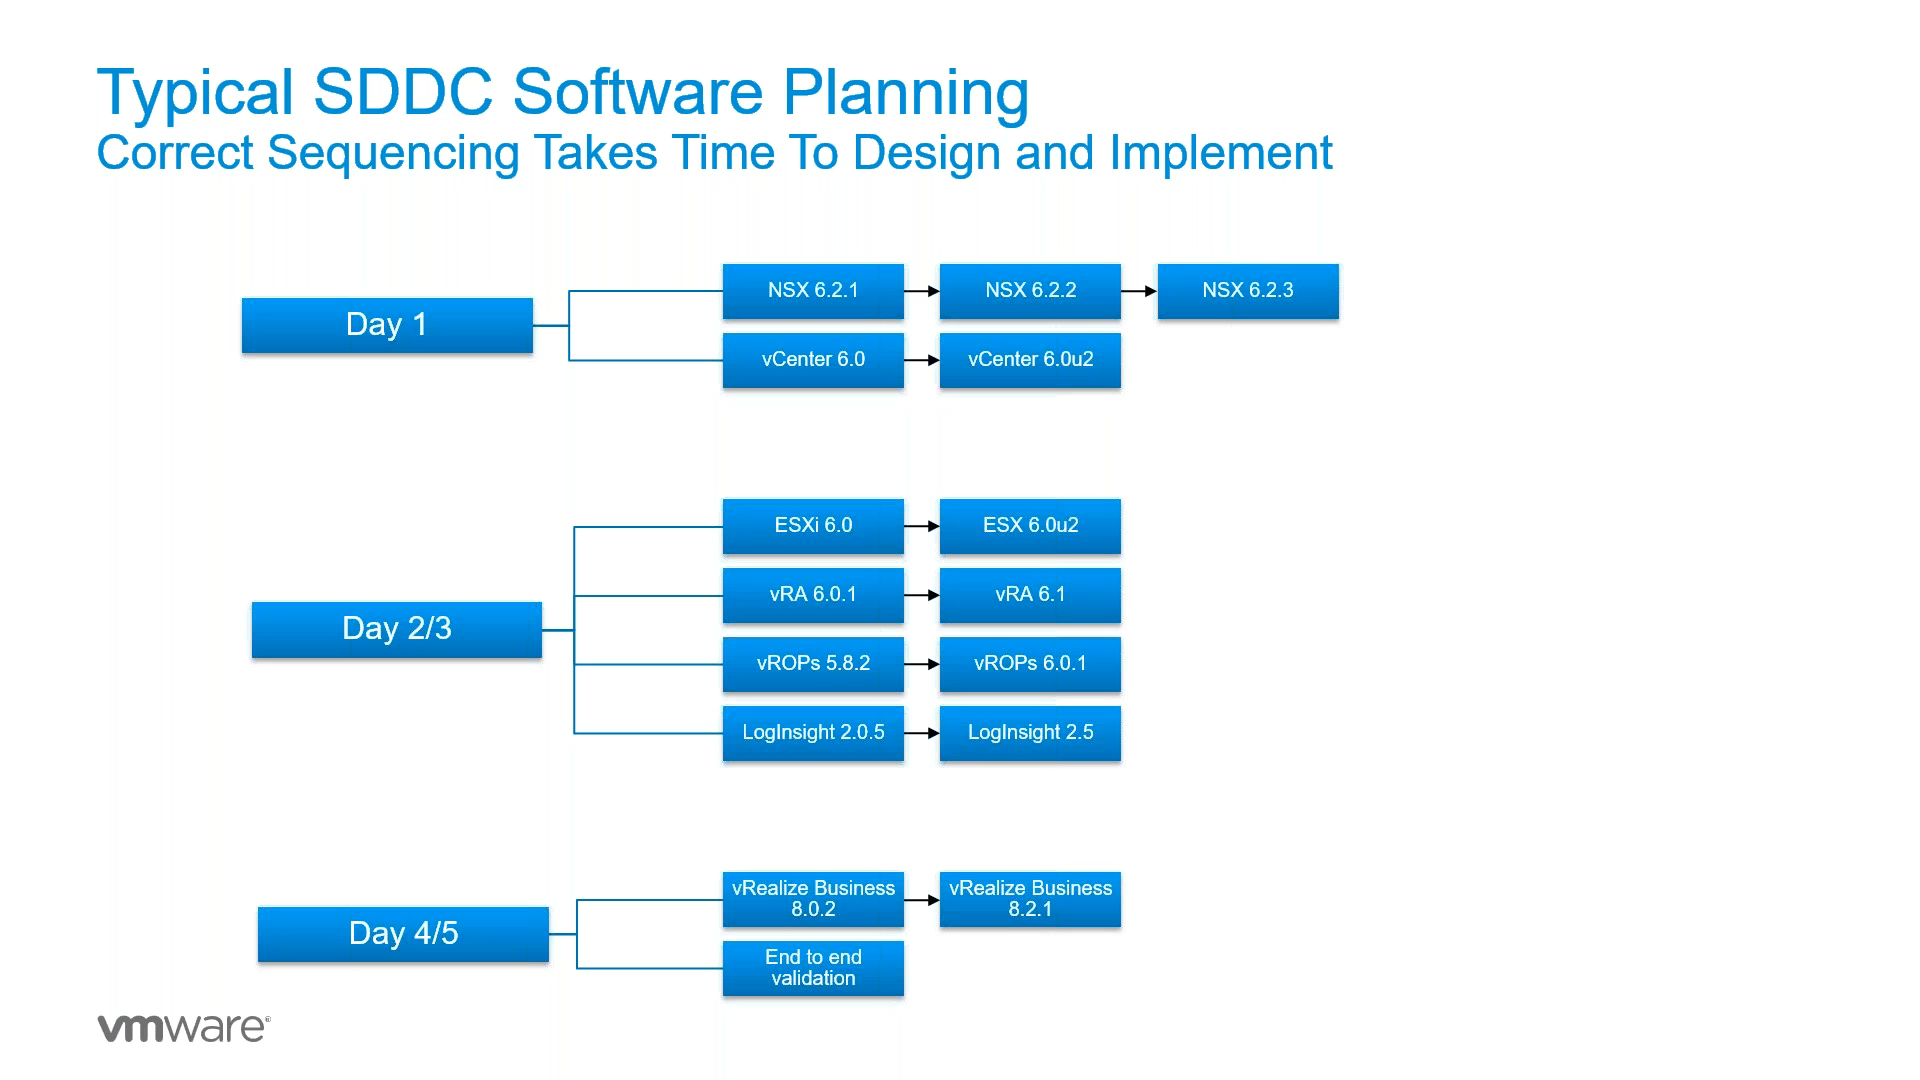 Typical SDDC Software Planning
Correct Sequencing Takes Time To Design and Implement
Day 1
NSX 6.2.1
NSX 6.2.2
NSX 6.2.3
vCenter 6.0
vCenter 6.0u2
Day 2/3
ESXi 6.0
ESX 6.0u2
vRA 6.0.1
vRA 6.1
vROPs 5.8.2
vROPs 6.0.1
LogInsight 2.0.5
LogInsight 2.5
Day 4/5
vRealize Business
8.0.2
vRealize Business
8.2.1
End to end
validation
vmware®